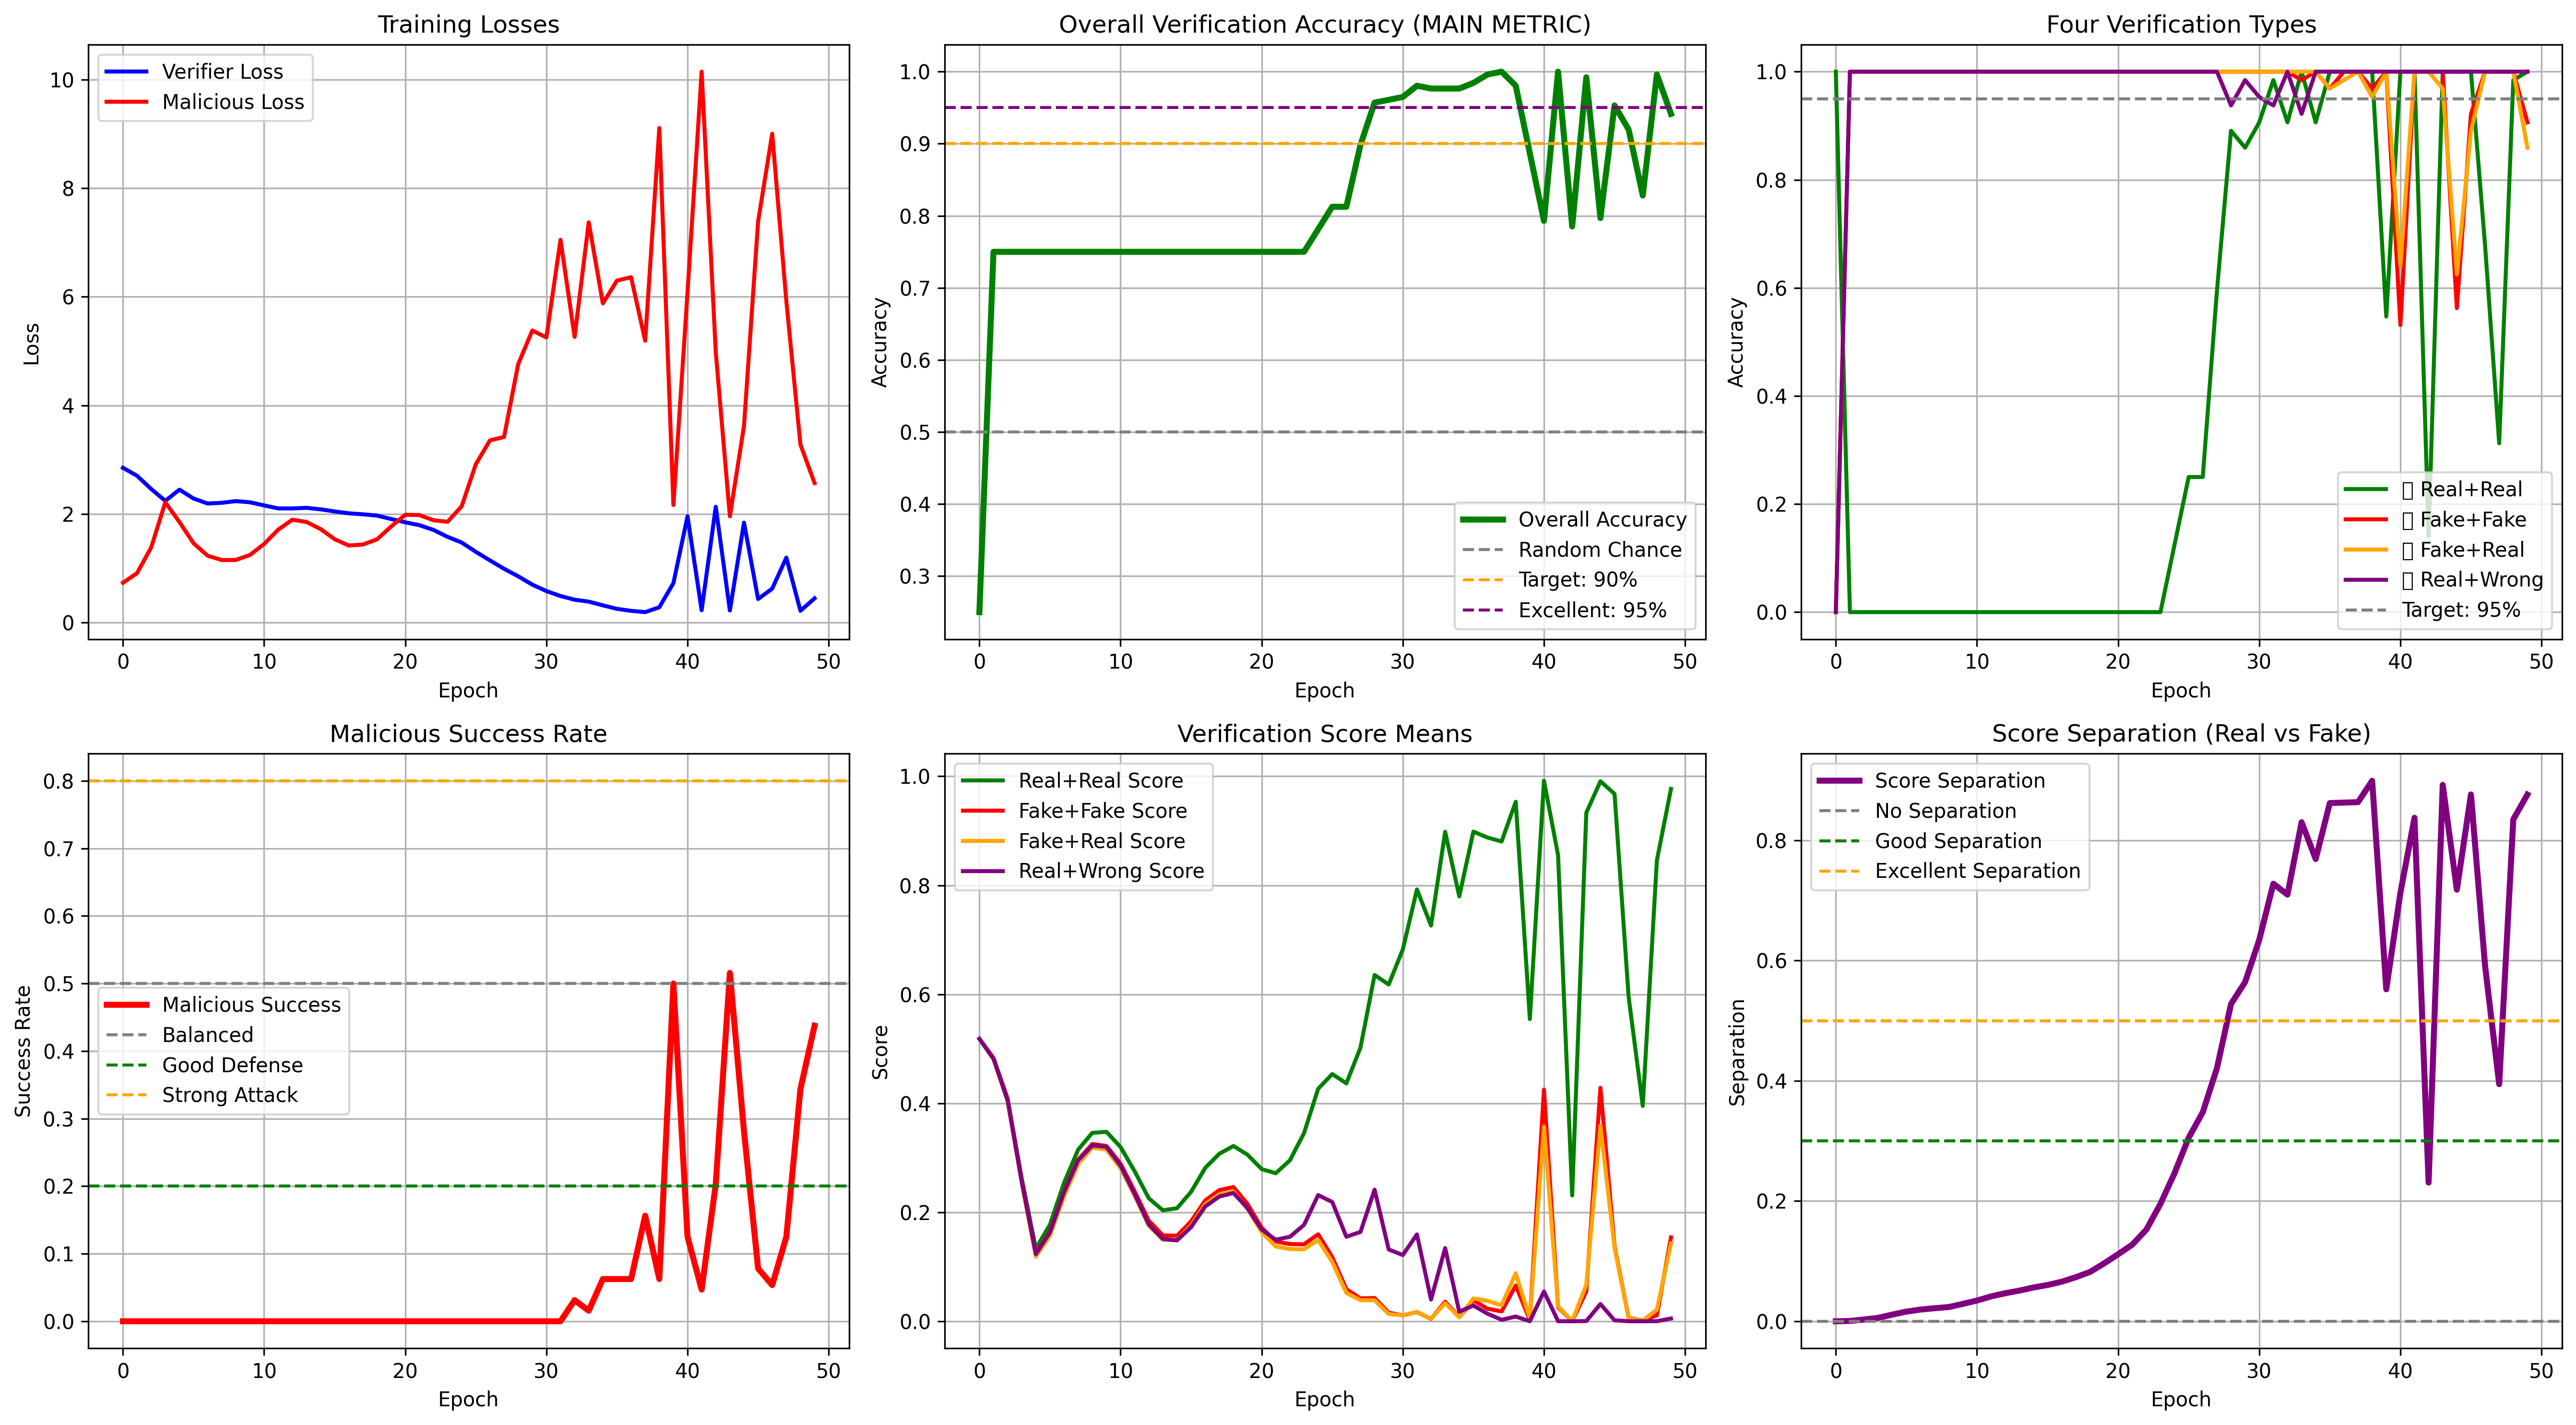 Training Losses
Loss
10
8
6
4
2
0
Verifier Loss
Malicious Loss
0 10 20 30 40 50
Epoch
Overall Verification Accuracy (MAIN METRIC)
Accuracy
1.0
0.9
0.8
0.7
0.6
0.5
0.4
0.3
Overall Accuracy
Random Chance
Target: 90%
Excellent: 95%
0 10 20 30 40 50
Epoch
Four Verification Types
Accuracy
1.0
0.8
0.6
0.4
0.2
0.0
▯ Real+Real
▯ Fake+Fake
▯ Fake+Real
▯ Real+Wrong
Target: 95%
0 10 20 30 40 50
Epoch
Malicious Success Rate
Success Rate
0.8
0.7
0.6
0.5
0.4
0.3
0.2
0.1
0.0
Malicious Success
Balanced
Good Defense
Strong Attack
0 10 20 30 40 50
Epoch
Verification Score Means
Score
1.0
0.8
0.6
0.4
0.2
0.0
Real+Real Score
Fake+Fake Score
Fake+Real Score
Real+Wrong Score
0 10 20 30 40 50
Epoch
Score Separation (Real vs Fake)
Separation
0.8
0.6
0.4
0.2
0.0
Score Separation
No Separation
Good Separation
Excellent Separation
0 10 20 30 40 50
Epoch